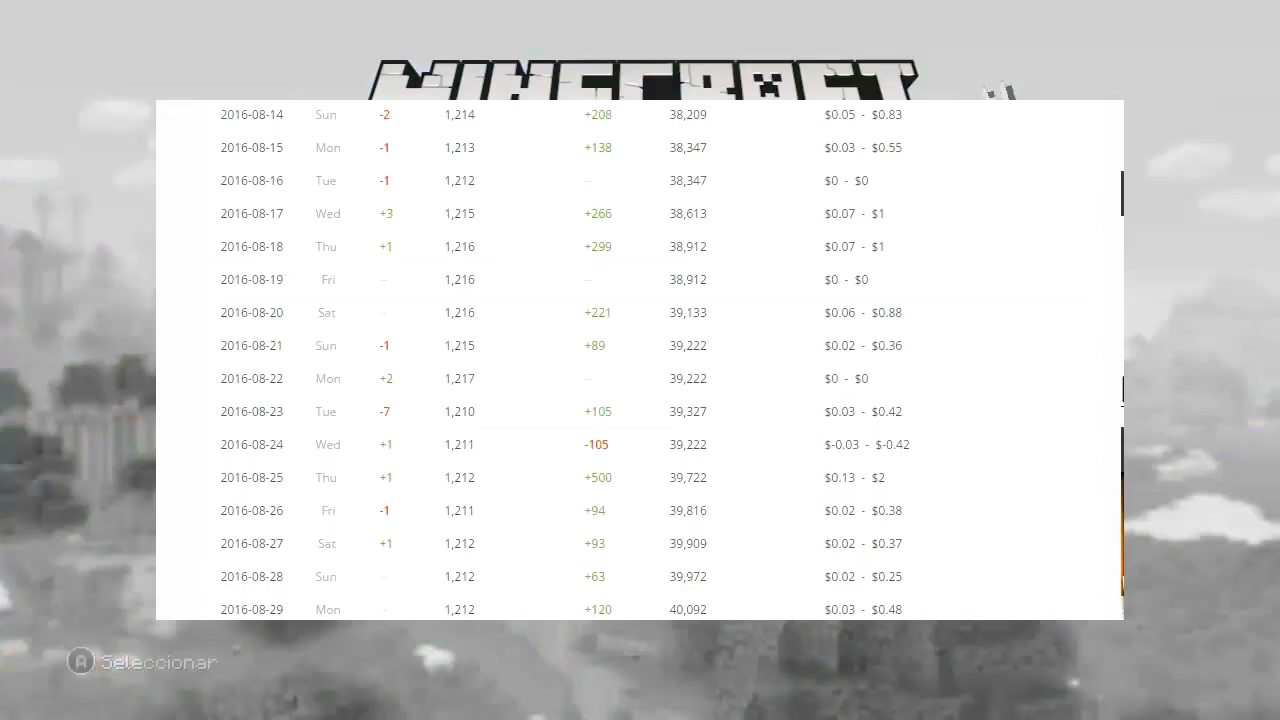 MINECRAFT
2016-08-14 Sun -2 1,214 +208 38,209 $0.05 - $0.83
2016-08-15 Mon -1 1,213 +138 38,347 $0.03 - $0.55
2016-08-16 Tue -1 1,212 -- 38,347 $0 - $0
2016-08-17 Wed +3 1,215 +266 38,613 $0.07 - $1
2016-08-18 Thu +1 1,216 +299 38,912 $0.07 - $1
2016-08-19 Fri -- 1,216 -- 38,912 $0 - $0
2016-08-20 Sat -- 1,216 +221 39,133 $0.06 - $0.88
2016-08-21 Sun -1 1,215 +89 39,222 $0.02 - $0.36
2016-08-22 Mon +2 1,217 -- 39,222 $0 - $0
2016-08-23 Tue -7 1,210 +105 39,327 $0.03 - $0.42
2016-08-24 Wed +1 1,211 -105 39,222 $-0.03 - $-0.42
2016-08-25 Thu +1 1,212 +500 39,722 $0.13 - $2
2016-08-26 Fri -1 1,211 +94 39,816 $0.02 - $0.38
2016-08-27 Sat +1 1,212 +93 39,909 $0.02 - $0.37
2016-08-28 Sun -- 1,212 +63 39,972 $0.02 - $0.25
2016-08-29 Mon -- 1,212 +120 40,092 $0.03 - $0.48
A Seleccionar